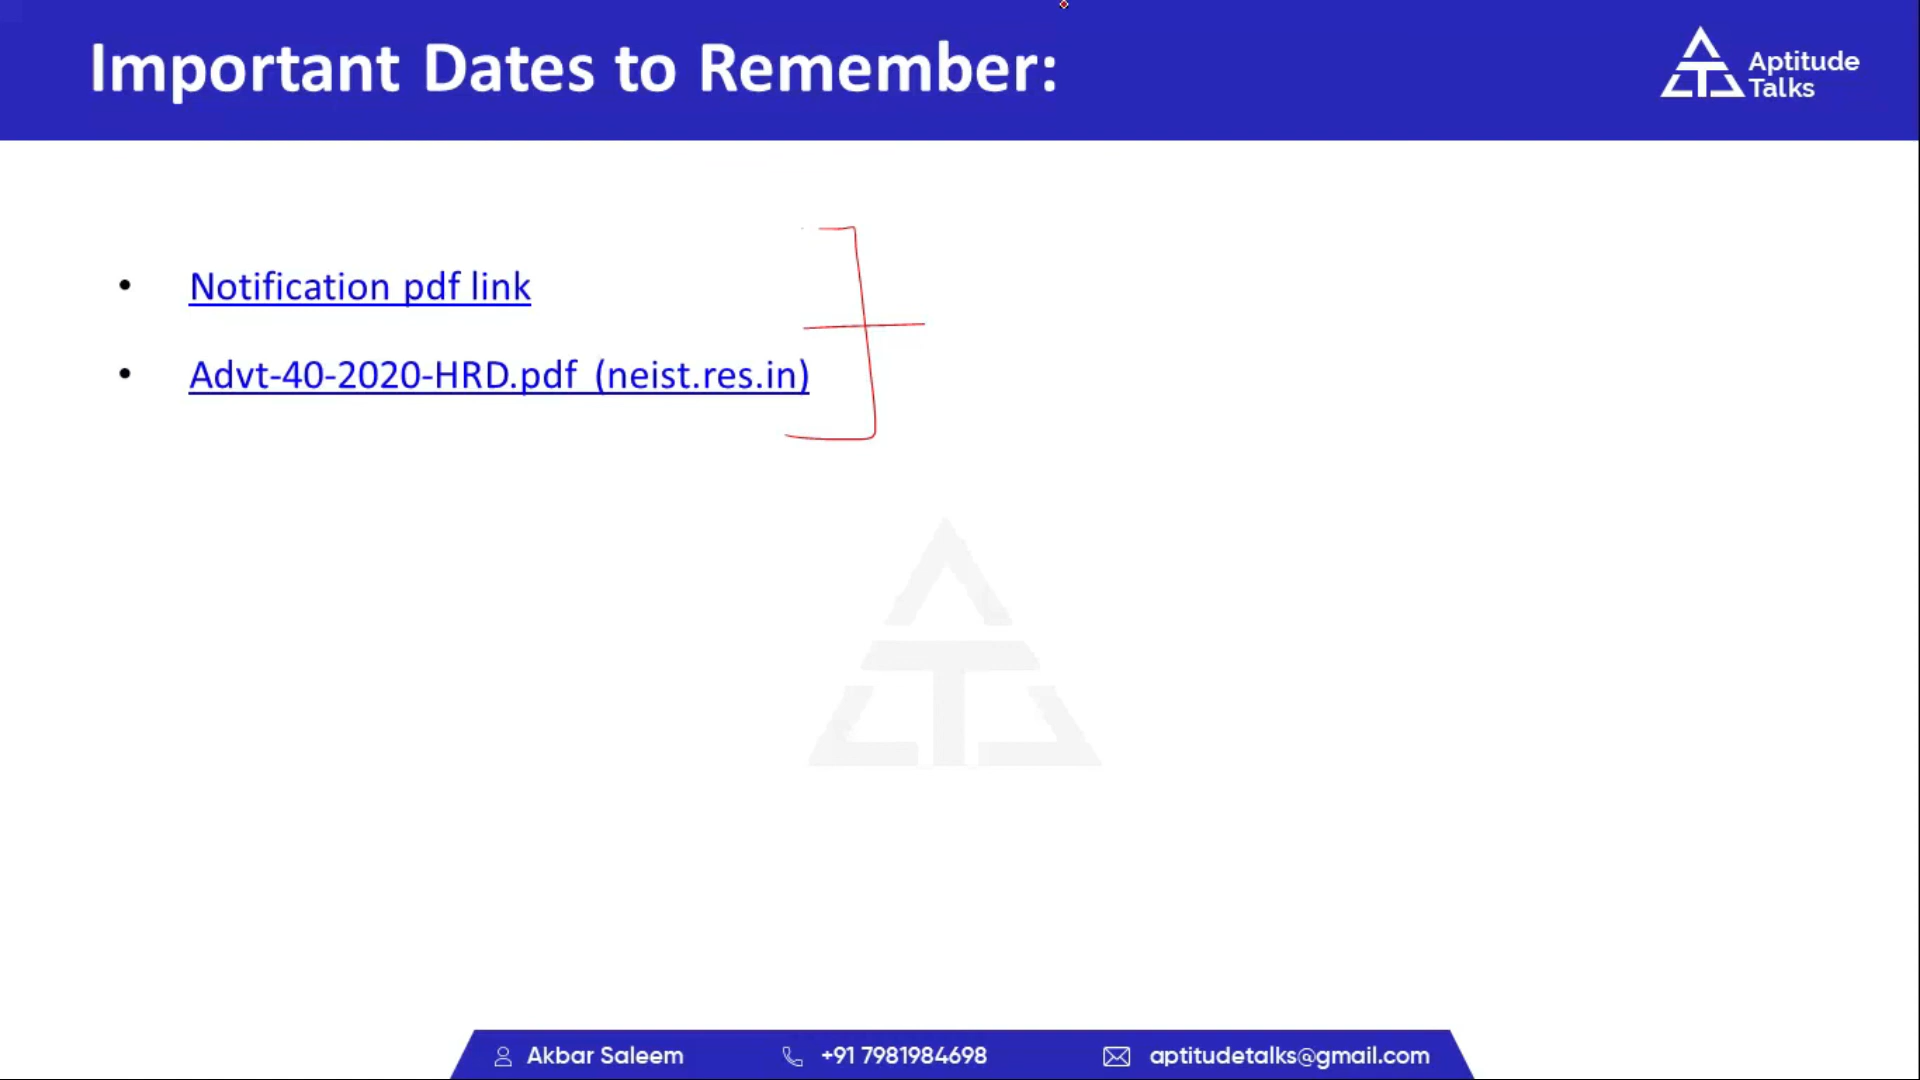 Important Dates to Remember:
Aptitude
Talks
• Notification pdf link
• Advt-40-2020-HRD.pdf (neist.res.in)
Akbar Saleem
+91 7981984698
aptitudetalks@gmail.com